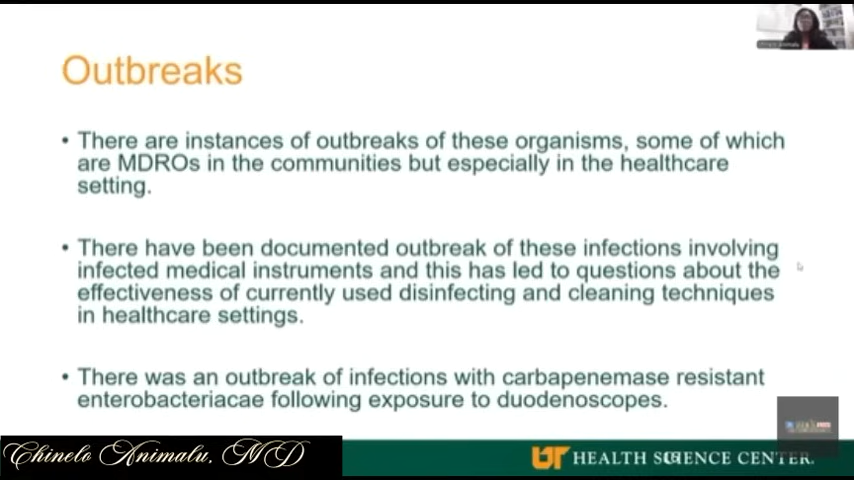 Outbreaks
• There are instances of outbreaks of these organisms, some of which
are MDROs in the communities but especially in the healthcare
setting.
• There have been documented outbreak of these infections involving
infected medical instruments and this has led to questions about the
effectiveness of currently used disinfecting and cleaning techniques
in healthcare settings.
• There was an outbreak of infections with carbapenemase resistant
enterobacteriacae following exposure to duodenoscopes.
Chinelo Animalu, MD
UT HEALTH SCIENCE CENTER.